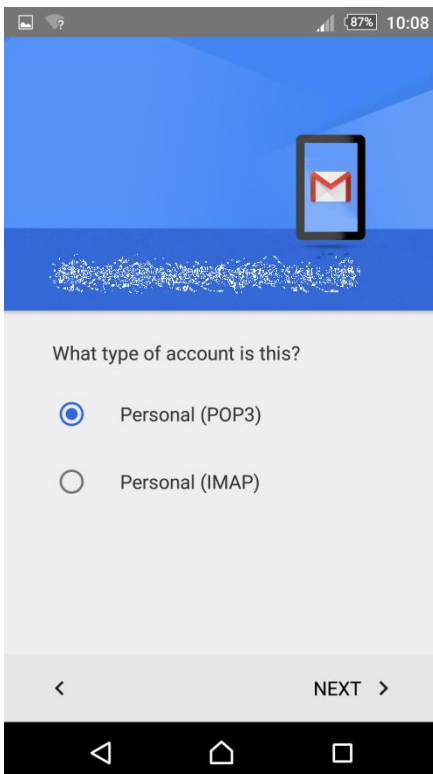 87% 10:08
What type of account is this?
Personal (POP3)
Personal (IMAP)
NEXT